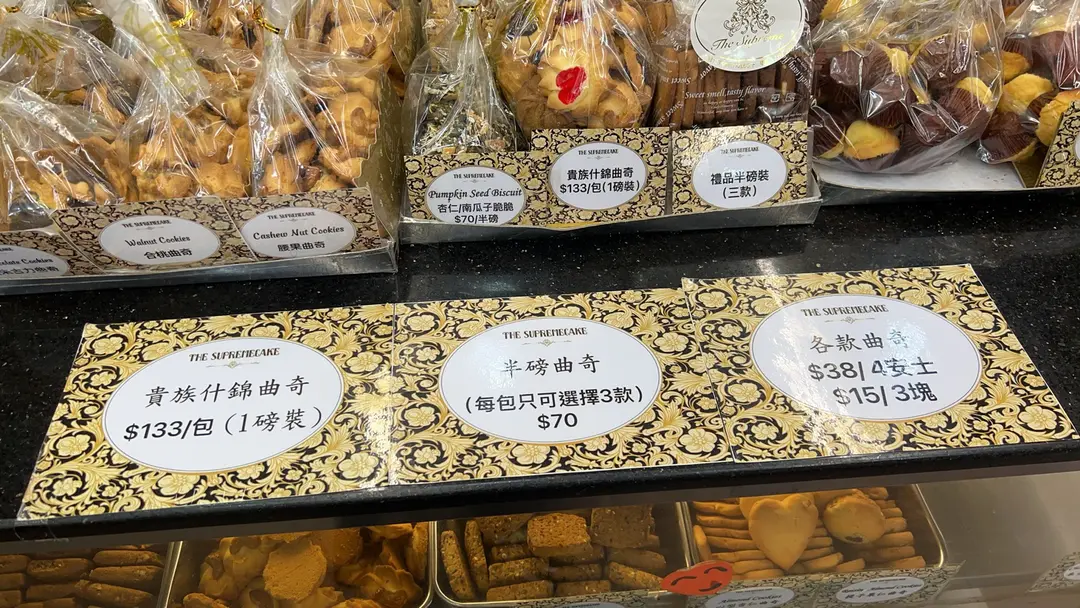 The Supreme
Sweet smell, tasty flavor.
THE SUPREMECAKE
Walnut Cookies
合桃曲奇
THE SUPREMECAKE
Cashew Nut Cookies
腰果曲奇
THE SUPREMECAKE
Pumpkin Seed Biscuit
杏仁/南瓜子脆脆
$70/半磅
THE SUPREMECAKE
貴族什錦曲奇
$133/包(1磅裝)
THE SUPREMECAKE
禮品半磅裝
(三款)
THE SUPREMECAKE
貴族什錦曲奇
$133/包 (1磅裝)
THE SUPREMECAKE
半磅曲奇
(每包只可選擇3款)
$70
THE SUPREMECAKE
各款曲奇
$38/4安士
$15/3塊